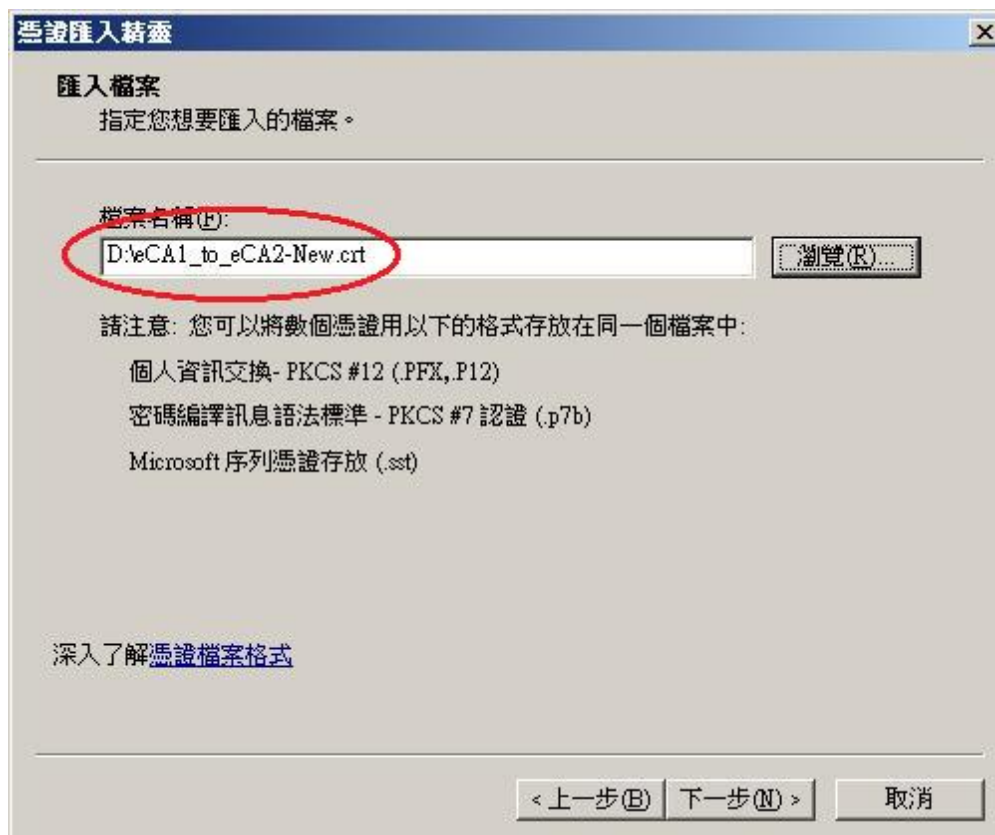 憑證匯入精靈
匯入檔案
指定您想要匯入的檔案。
檔案名稱(F):
D:\eCA1_to_eCA2-New.crt
瀏覽(R)...
請注意: 您可以將數個憑證用以下的格式存放在同一個檔案中:
個人資訊交換- PKCS #12 (.PFX,.P12)
密碼編譯訊息語法標準 - PKCS #7 認證 (.p7b)
Microsoft 序列憑證存放 (.sst)
深入了解憑證檔案格式
< 上一步(B) 下一步(N) > 取消